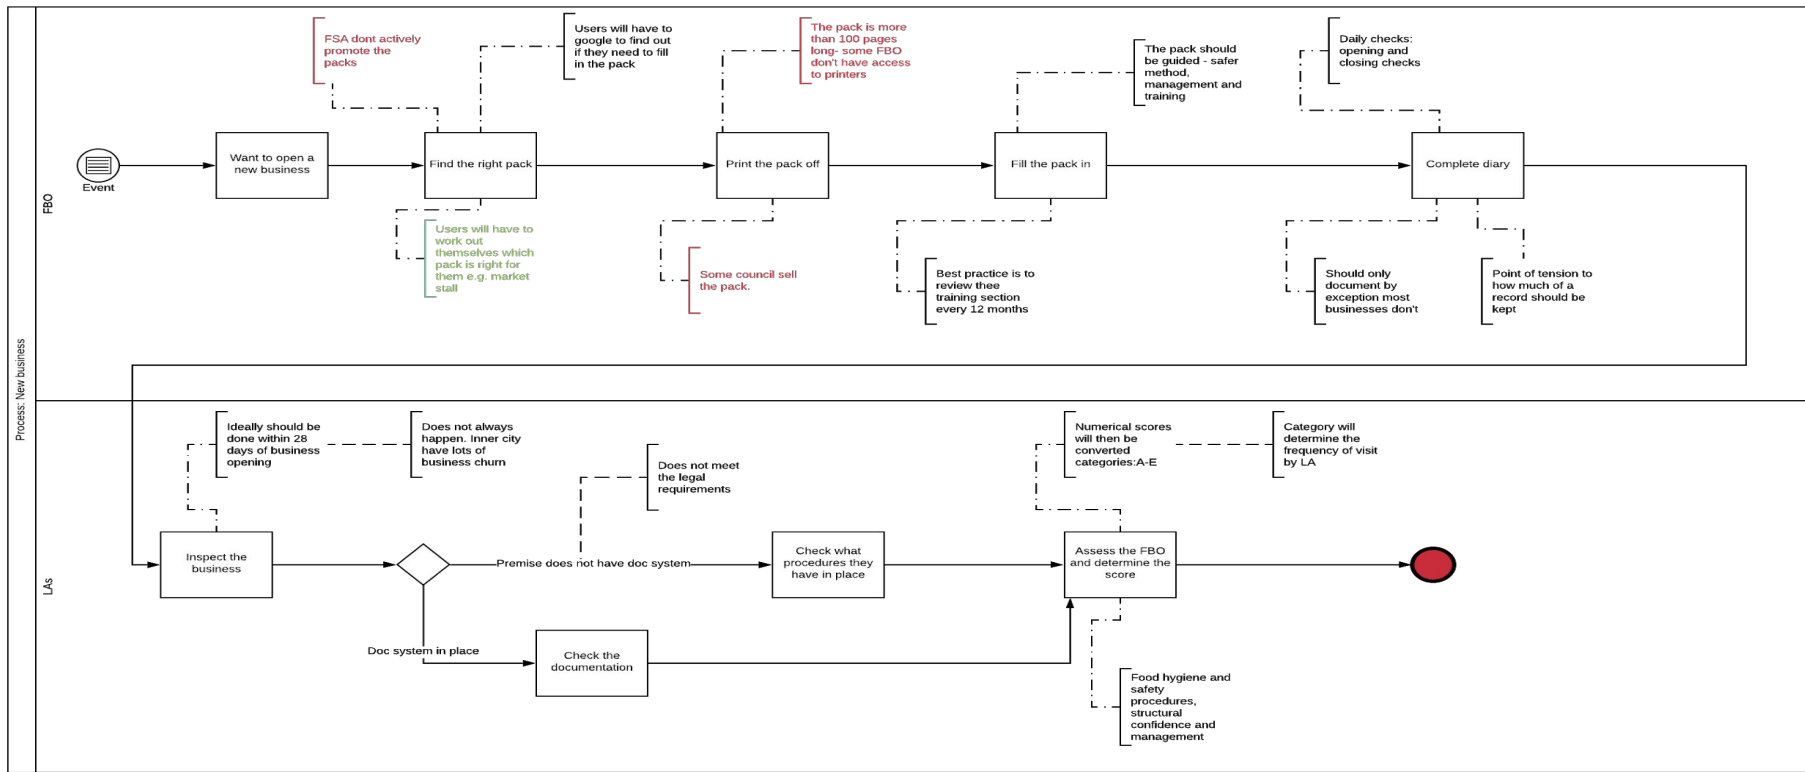 Process: New business
FBO
Event
Want to open a
new business
FSA dont actively
promote the
packs
Users will have to
google to find out
if they need to fill
in the pack
Find the right pack
Users will have to
work out
themselves which
pack is right for
them e.g. market
stall
The pack is more
than 100 pages
long- some FBO
don't have access
to printers
Print the pack off
Some council sell
the pack.
The pack should
be guided - safer
method,
management and
training
Fill the pack in
Best practice is to
review thee
training section
every 12 months
Daily checks:
opening and
closing checks
Complete diary
Should only
document by
exception most
businesses don't
Point of tension to
how much of a
record should be
kept
LAs
Ideally should be
done within 28
days of business
opening
Does not always
happen. Inner city
have lots of
business churn
Inspect the
business
Does not meet
the legal
requirements
Premise does not have doc system
Doc system in place
Check the
documentation
Check what
procedures they
have in place
Numerical scores
will then be
converted
categories:A-E
Category will
determine the
frequency of visit
by LA
Assess the FBO
and determine the
score
Food hygiene and
safety
procedures,
structural
confidence and
management